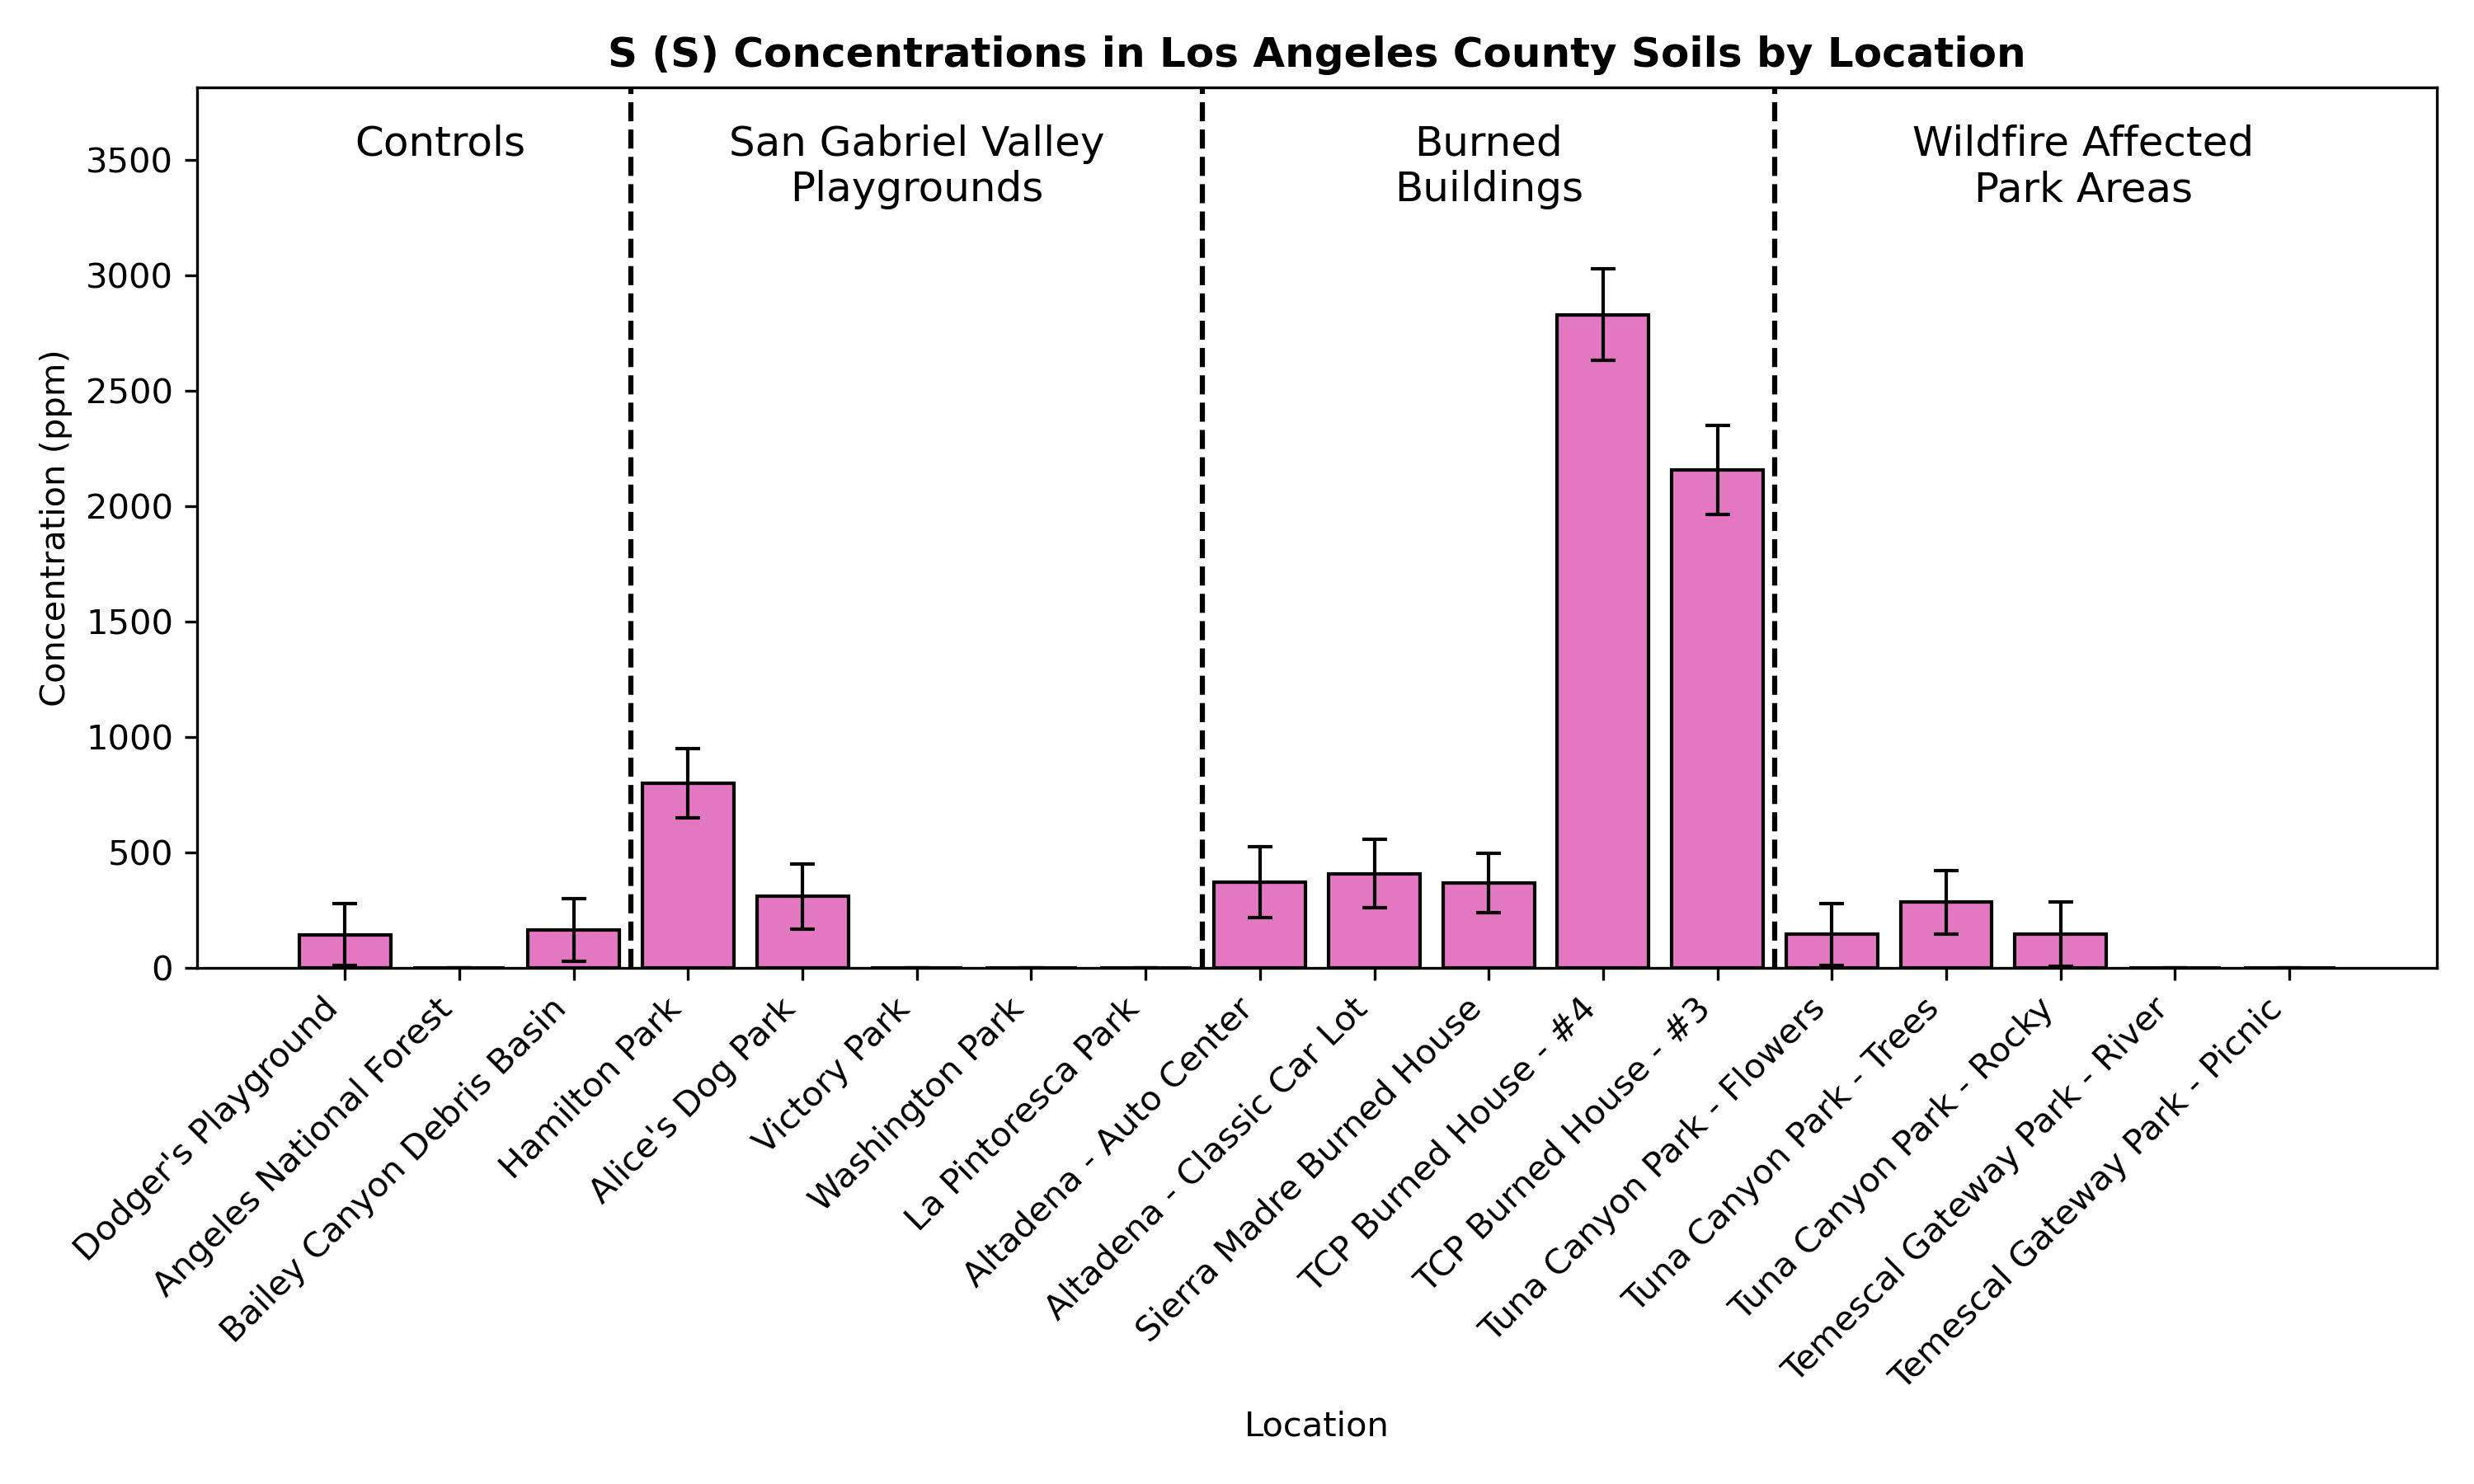 S (S) Concentrations in Los Angeles County Soils by Location
Controls
San Gabriel Valley
Playgrounds
Burned
Buildings
Wildfire Affected
Park Areas
Concentration (ppm)
3500
3000
2500
2000
1500
1000
500
0
Dodger's Playground
Angeles National Forest
Bailey Canyon Debris Basin
Hamilton Park
Alice's Dog Park
Victory Park
Washington Park
La Pintoresca Park
Altadena - Auto Center
Altadena - Classic Car Lot
Sierra Madre Burned House
TCP Burned House - #4
TCP Burned House - #3
Tuna Canyon Park - Flowers
Tuna Canyon Park - Trees
Tuna Canyon Park - Rocky
Temescal Gateway Park - River
Temescal Gateway Park - Picnic
Location